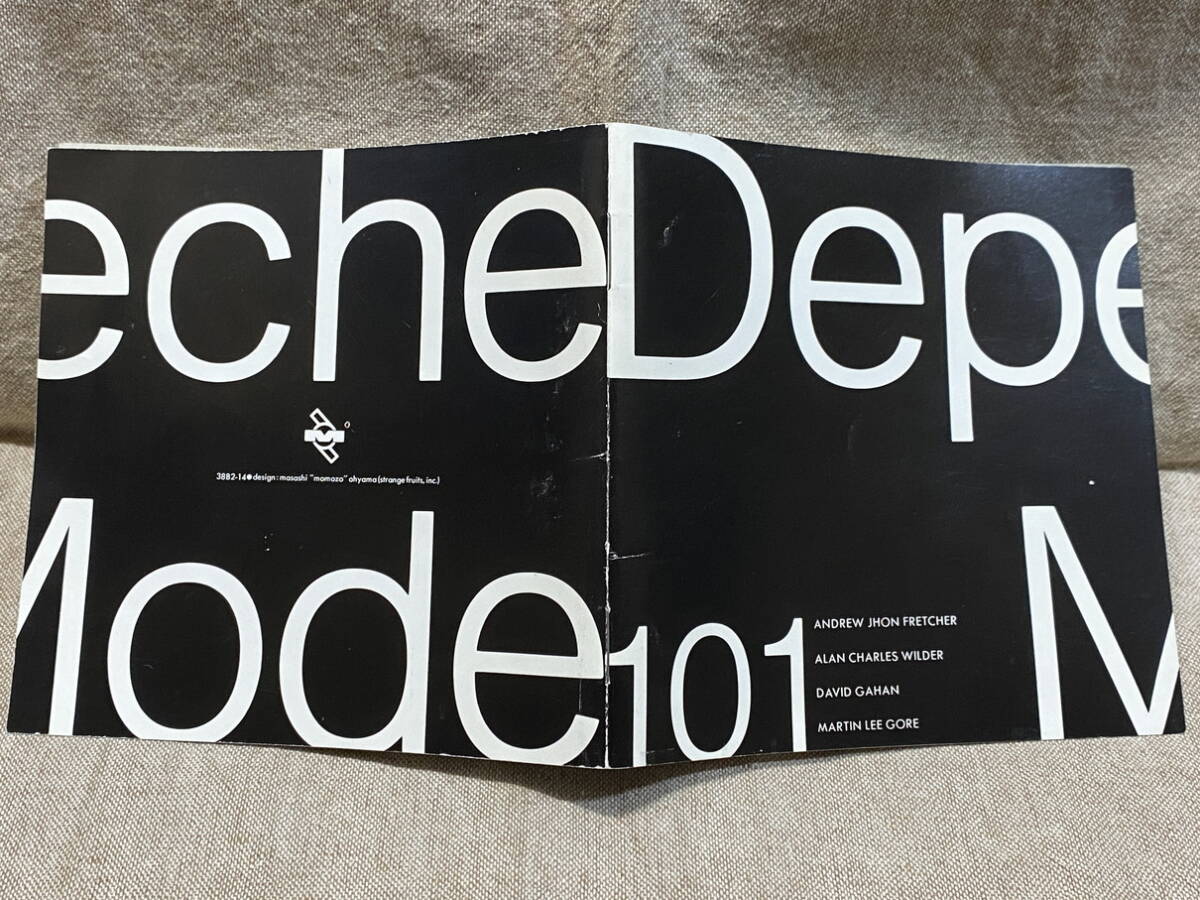 eche
3882-14●design:masashi "momozo" ohyama(strange fruits, inc.)
Mode
Depe
101
M
ANDREW JHON FRETCHER
ALAN CHARLES WILDER
DAVID GAHAN
MARTIN LEE GORE